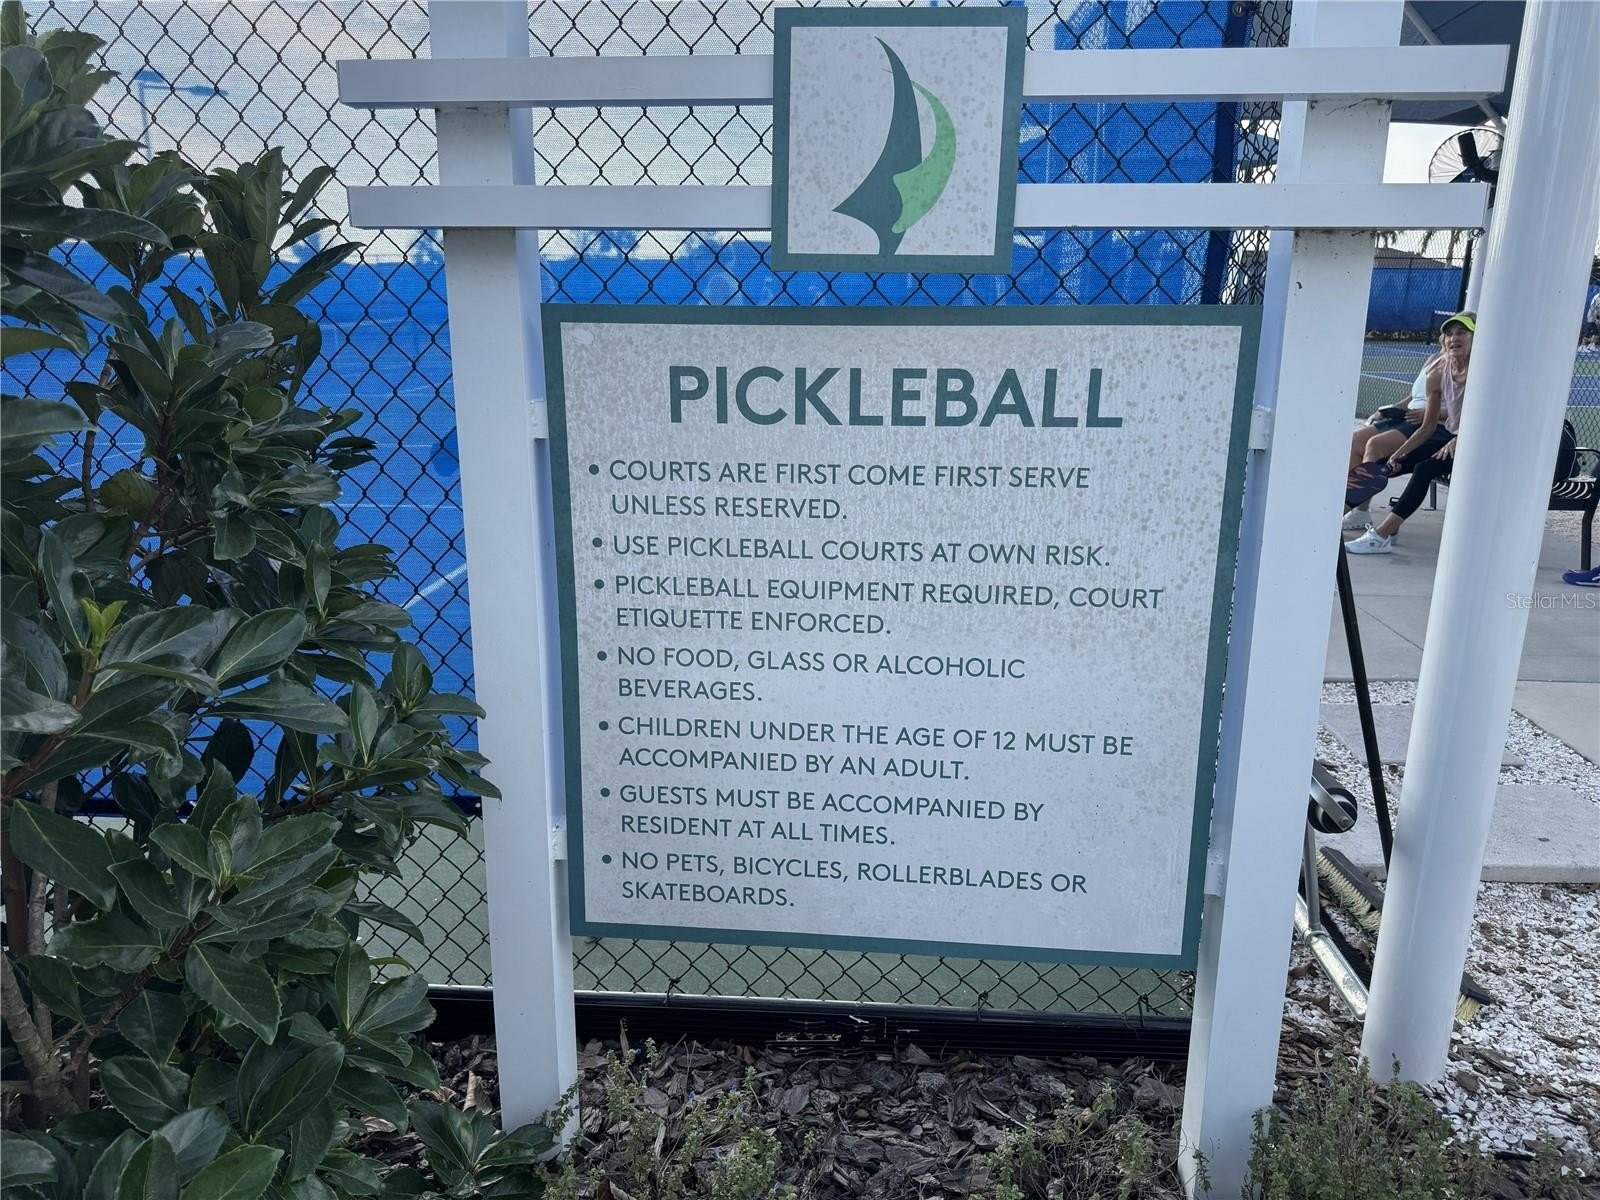 PICKLEBALL
• COURTS ARE FIRST COME FIRST SERVE
UNLESS RESERVED.
• USE PICKLEBALL COURTS AT OWN RISK.
• PICKLEBALL EQUIPMENT REQUIRED, COURT
ETIQUETTE ENFORCED.
• NO FOOD, GLASS OR ALCOHOLIC
BEVERAGES.
• CHILDREN UNDER THE AGE OF 12 MUST BE
ACCOMPANIED BY AN ADULT.
• GUESTS MUST BE ACCOMPANIED BY
RESIDENT AT ALL TIMES.
• NO PETS, BICYCLES, ROLLERBLADES OR
SKATEBOARDS.
StellarMLS